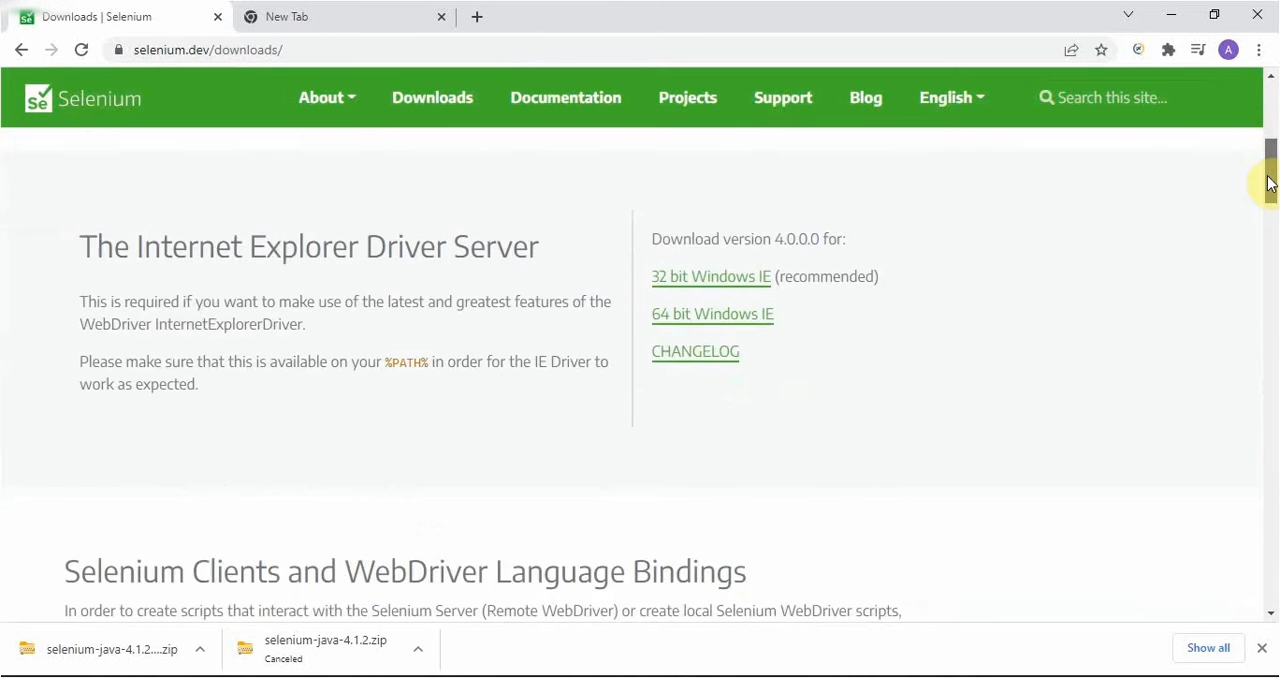 Downloads | Selenium
New Tab
selenium.dev/downloads/
A
Se Selenium
About
Downloads
Documentation
Projects
Support
Blog
English
Search this site...
The Internet Explorer Driver Server
This is required if you want to make use of the latest and greatest features of the
WebDriver InternetExplorerDriver.
Please make sure that this is available on your %PATH% in order for the IE Driver to
work as expected.
Download version 4.0.0.0 for:
32 bit Windows IE (recommended)
64 bit Windows IE
CHANGELOG
Selenium Clients and WebDriver Language Bindings
In order to create scripts that interact with the Selenium Server (Remote WebDriver) or create local Selenium WebDriver scripts,
selenium-java-4.1.2....zip
selenium-java-4.1.2.zip
Canceled
Show all